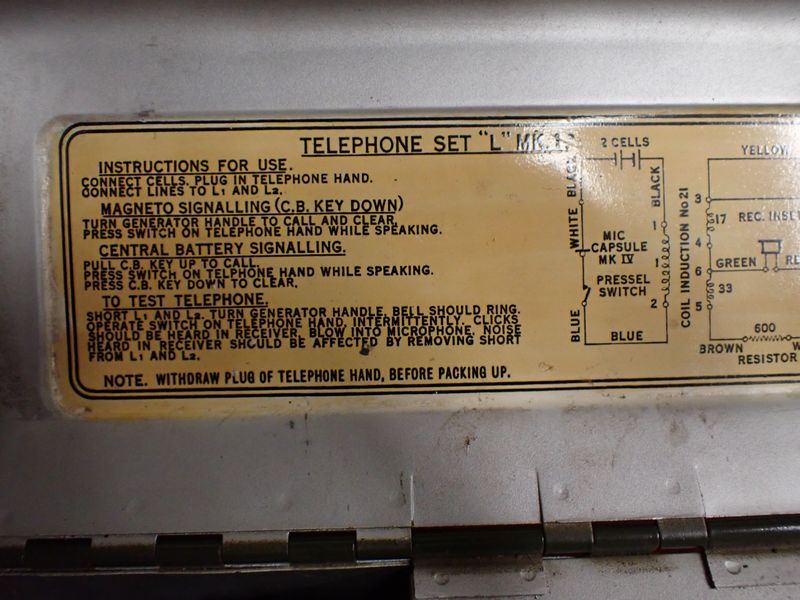 TELEPHONE SET "L" MK. 1.
INSTRUCTIONS FOR USE.
CONNECT CELLS. PLUG IN TELEPHONE HAND.
CONNECT LINES TO L1 AND L2.
MAGNETO SIGNALLING (C.B. KEY DOWN)
TURN GENERATOR HANDLE TO CALL AND CLEAR.
PRESS SWITCH ON TELEPHONE HAND WHILE SPEAKING.
CENTRAL BATTERY SIGNALLING.
PULL C.B. KEY UP TO CALL.
PRESS SWITCH ON TELPHONE HAND WHILE SPEAKING.
PRESS C.B. KEY DOWN TO CLEAR.
TO TEST TELEPHONE.
SHORT L1 AND L2. TURN GENERATOR HANDLE, BELL SHOULD RING.
OPERATE SWITCH ON TELEPHONE HAND, INTERMITTENTLY, CLICKS
SHOULD BE HEARD IN RECEIVER, BLOW INTO MICROPHONE, NOISE
HEARD IN RECEIVER SHOULD BE AFFECTED BY REMOVING SHORT
FROM L1 AND L2.
NOTE. WITHDRAW PLUG OF TELEPHONE HAND, BEFORE PACKING UP.
2 CELLS
BLACK
BLACK
WHITE
MIC
CAPSULE
MK IV
PRESSEL
SWITCH
BLUE
BLUE
1
1
1
2
COIL INDUCTION No 21
YELLOW
3
17
REC. INSE
4
6
GREEN
RE
33
5
600
BROWN
W
RESISTOR